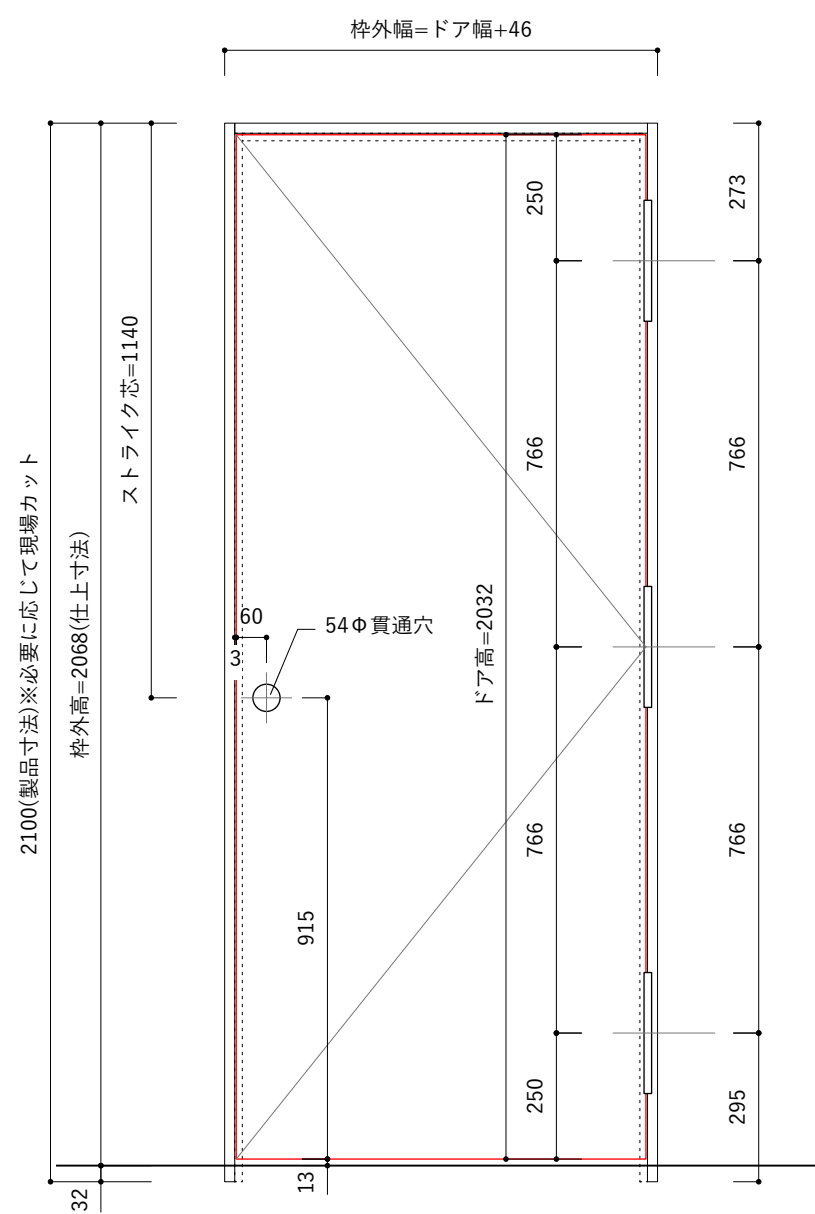 枠外幅=ドア幅+46
2100(製品寸法)※必要に応じて現場カット
枠外高=2068(仕上寸法)
ストライク芯=1140
60
3
54Φ貫通穴
915
13
32
ドア高=2032
250
766
766
250
273
766
766
295